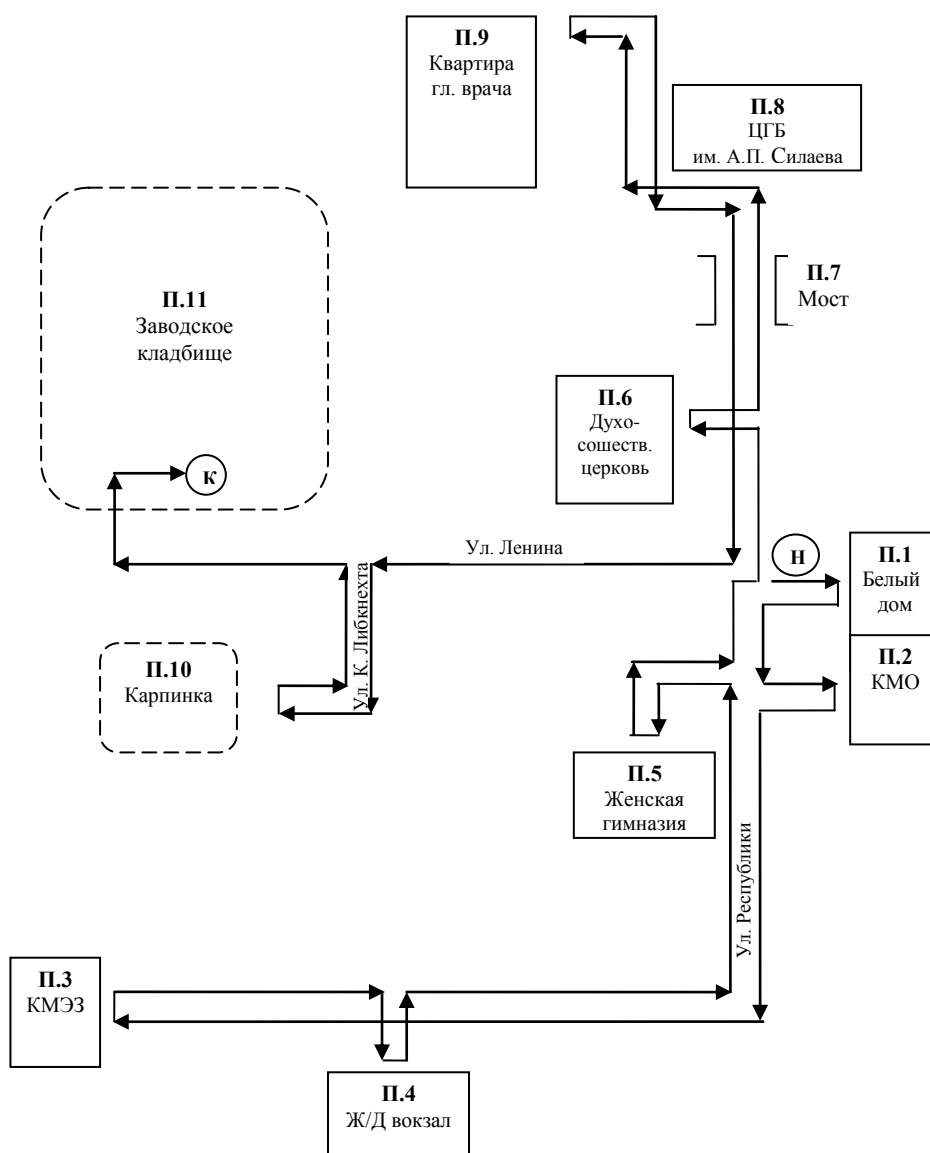 П.9
Квартира
гл. врача
П.8
ЦГБ
им. А.П. Силаева
П.7
Мост
П.11
Заводское
кладбище
К
П.6
Духо-
сошеств.
церковь
Ул. Ленина
Н
П.1
Белый
дом
П.2
КМО
Ул. К. Либкнехта
П.10
Карпинка
П.5
Женская
гимназия
Ул. Республики
П.3
КМЭЗ
П.4
Ж/Д вокзал